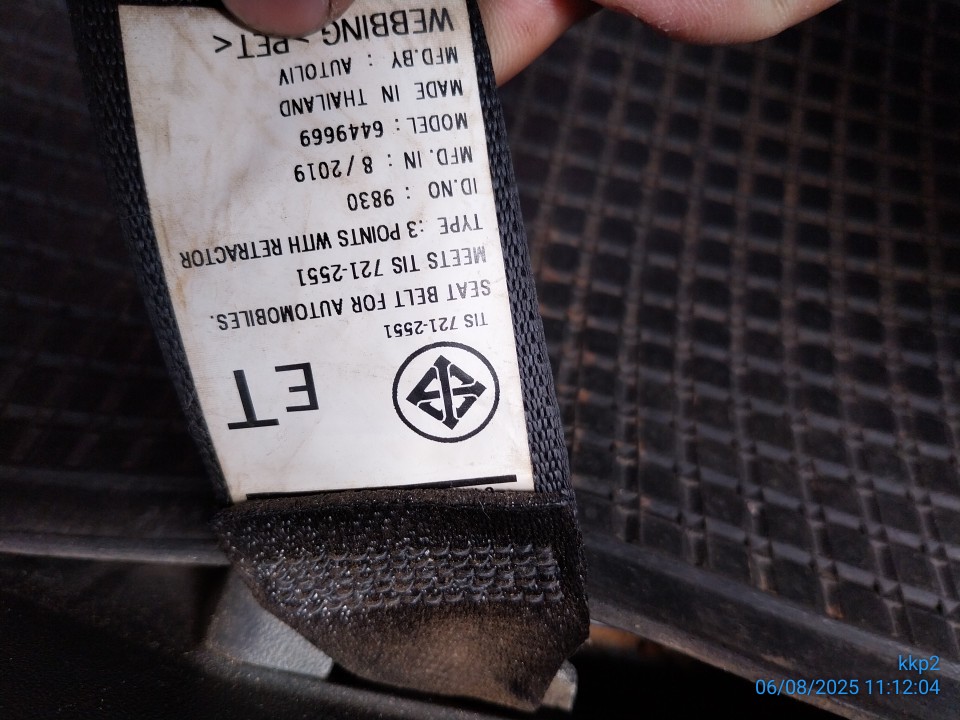 ET
TIS 721-2551
SEAT BELT FOR AUTOMOBILES.
MEETS TIS 721-2551
TYPE :3 POINTS WITH RETRACTOR
ID.NO : 9830
MFD. IN : 8 / 2019
MODEL : 6449669
MADE IN THAILAND
MFD.BY : AUTOLIV
WEBBING >PET<
kkp2
06/08/2025 11:12:04